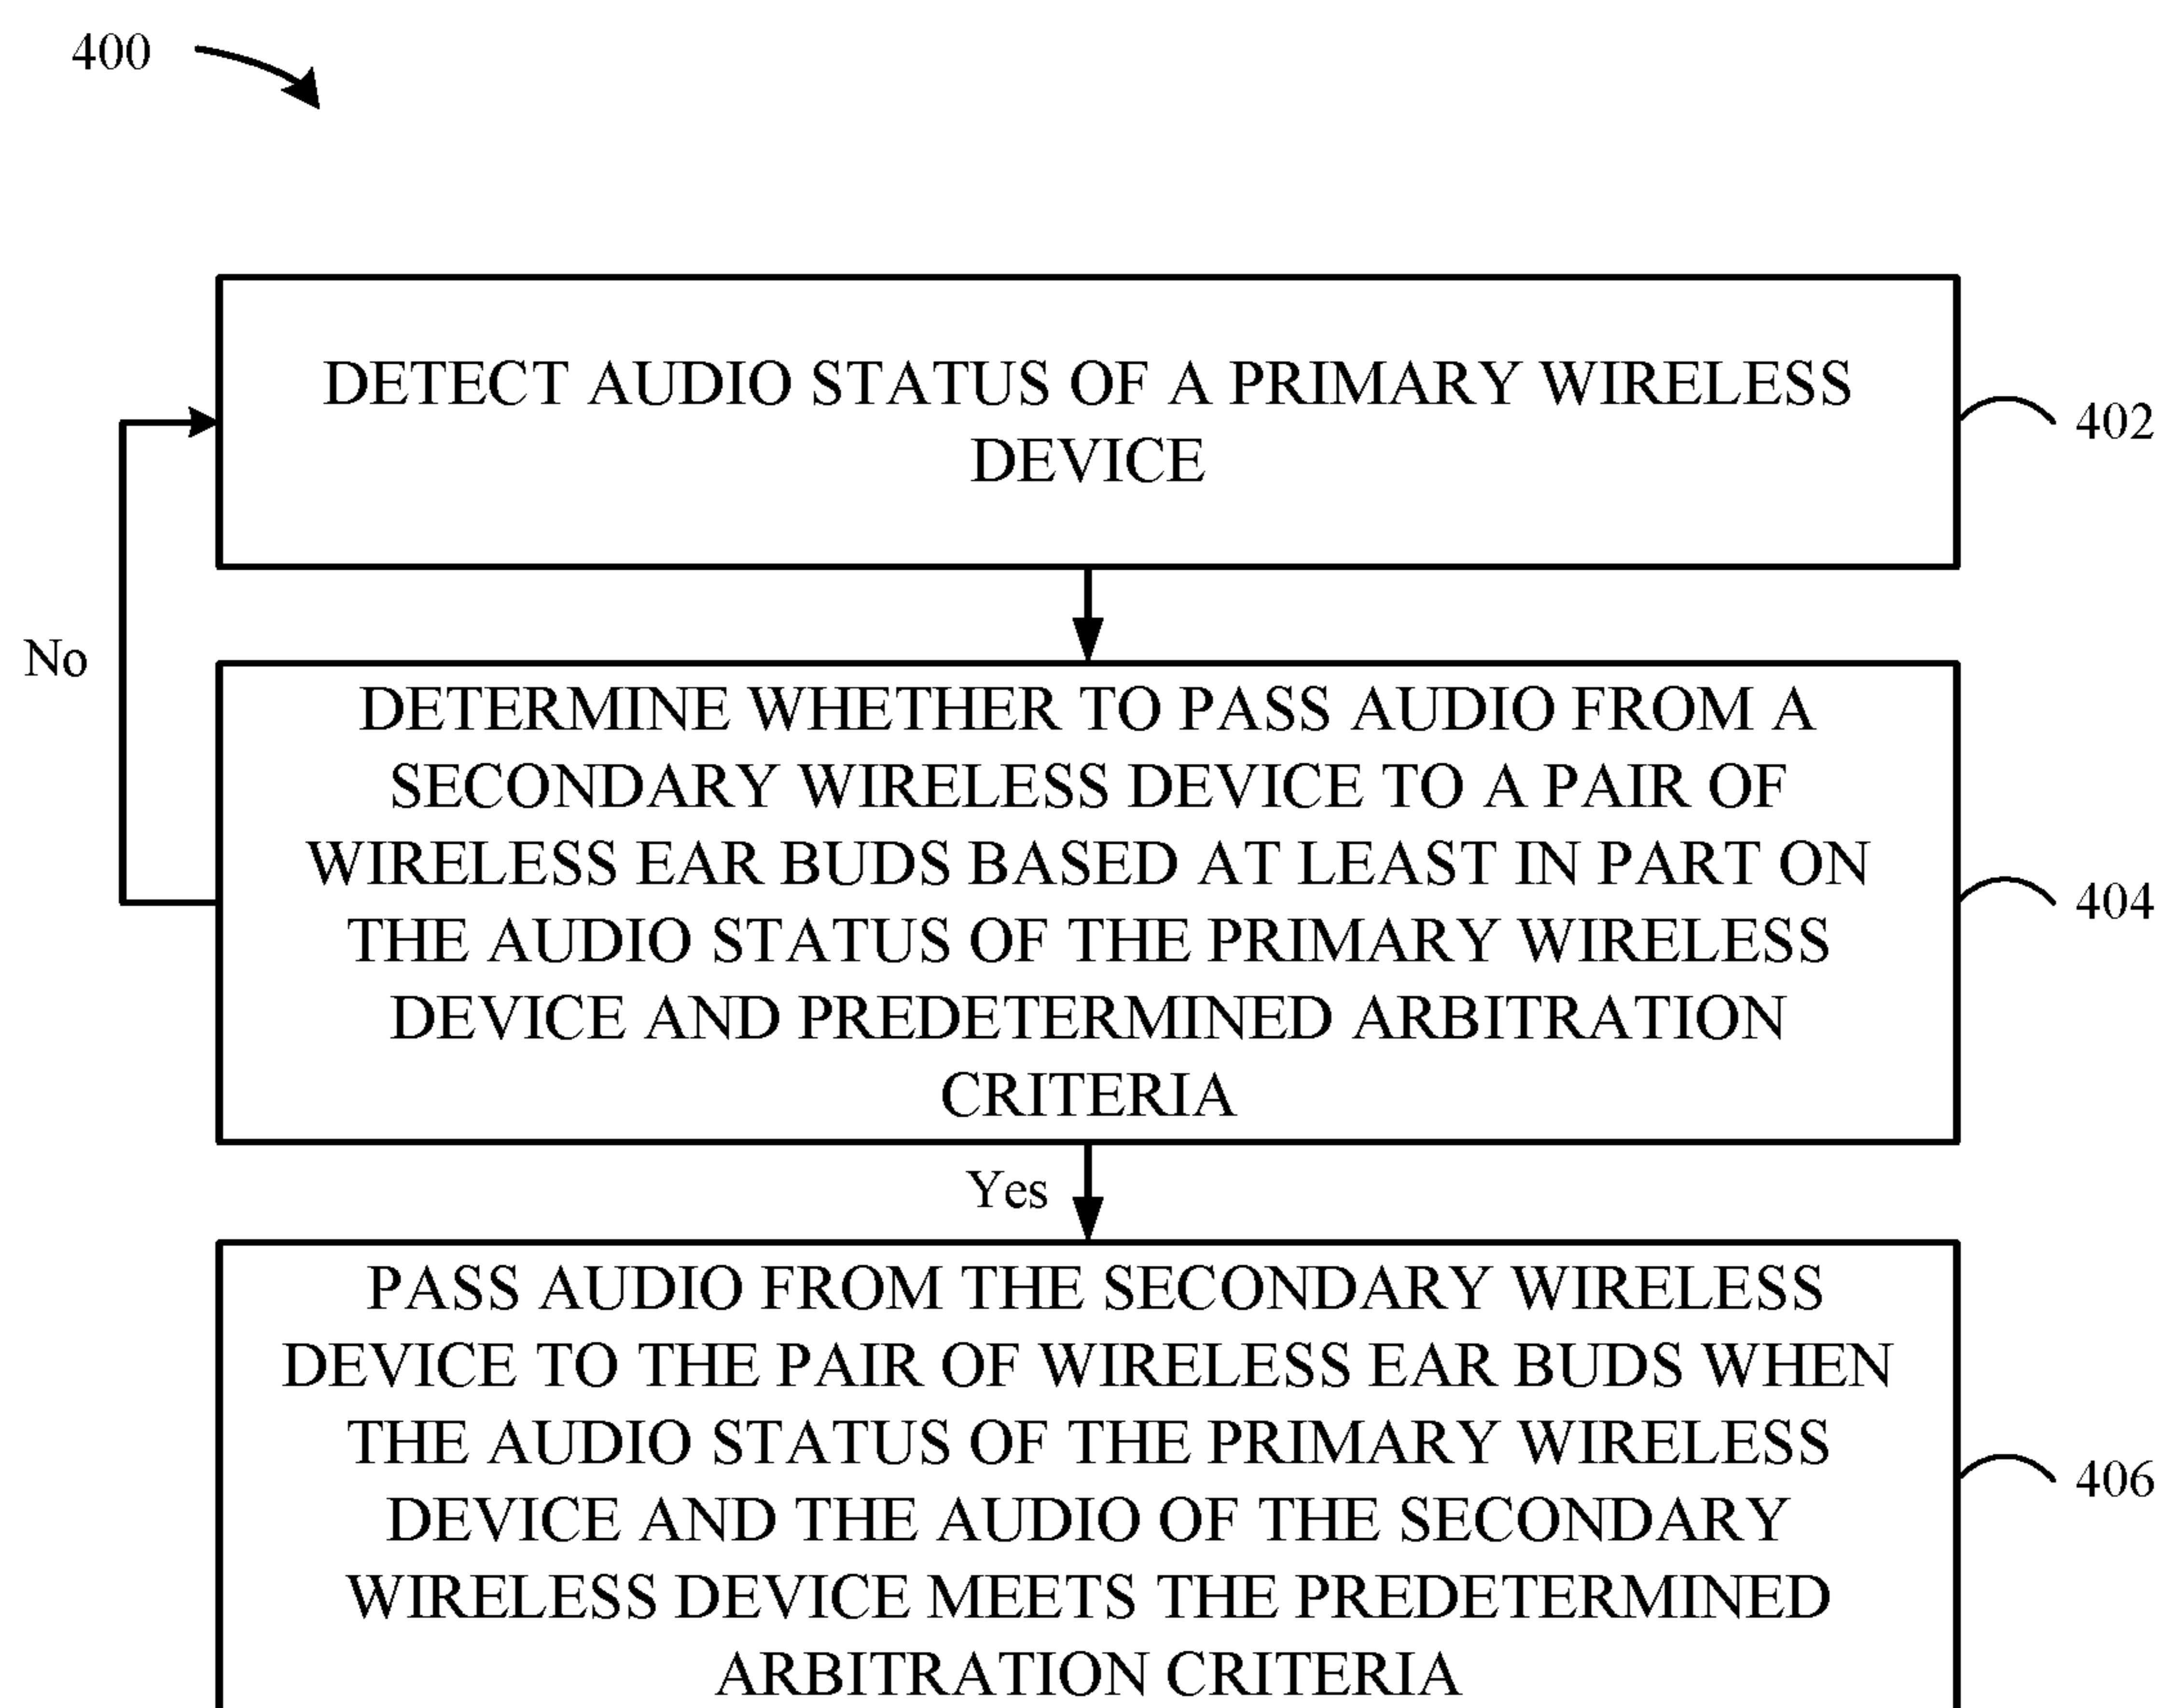 400
DETECT AUDIO STATUS OF A PRIMARY WIRELESS
DEVICE
402
No
DETERMINE WHETHER TO PASS AUDIO FROM A
SECONDARY WIRELESS DEVICE TO A PAIR OF
WIRELESS EAR BUDS BASED AT LEAST IN PART ON
THE AUDIO STATUS OF THE PRIMARY WIRELESS
DEVICE AND PREDETERMINED ARBITRATION
CRITERIA
404
Yes
PASS AUDIO FROM THE SECONDARY WIRELESS
DEVICE TO THE PAIR OF WIRELESS EAR BUDS WHEN
THE AUDIO STATUS OF THE PRIMARY WIRELESS
DEVICE AND THE AUDIO OF THE SECONDARY
WIRELESS DEVICE MEETS THE PREDETERMINED
ARBITRATION CRITERIA
406